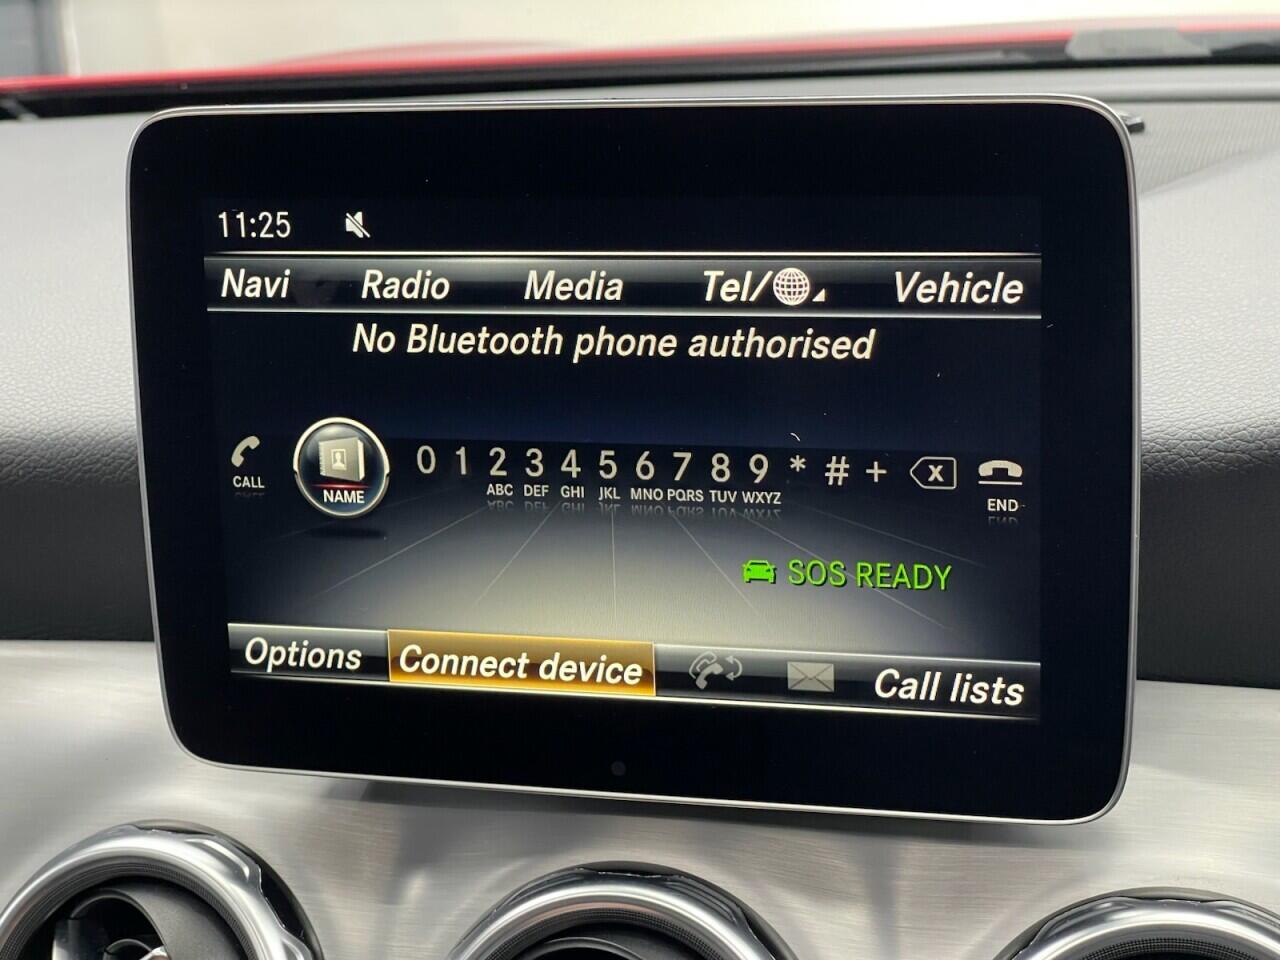 11:25
Navi Radio Media Tel/ Vehicle
No Bluetooth phone authorised
CALL NAME 0 1 2 3 4 5 6 7 8 9 * # + X END
ABC DEF GHI JKL MNO PQRS TUV WXYZ
SOS READY
Options Connect device Call lists